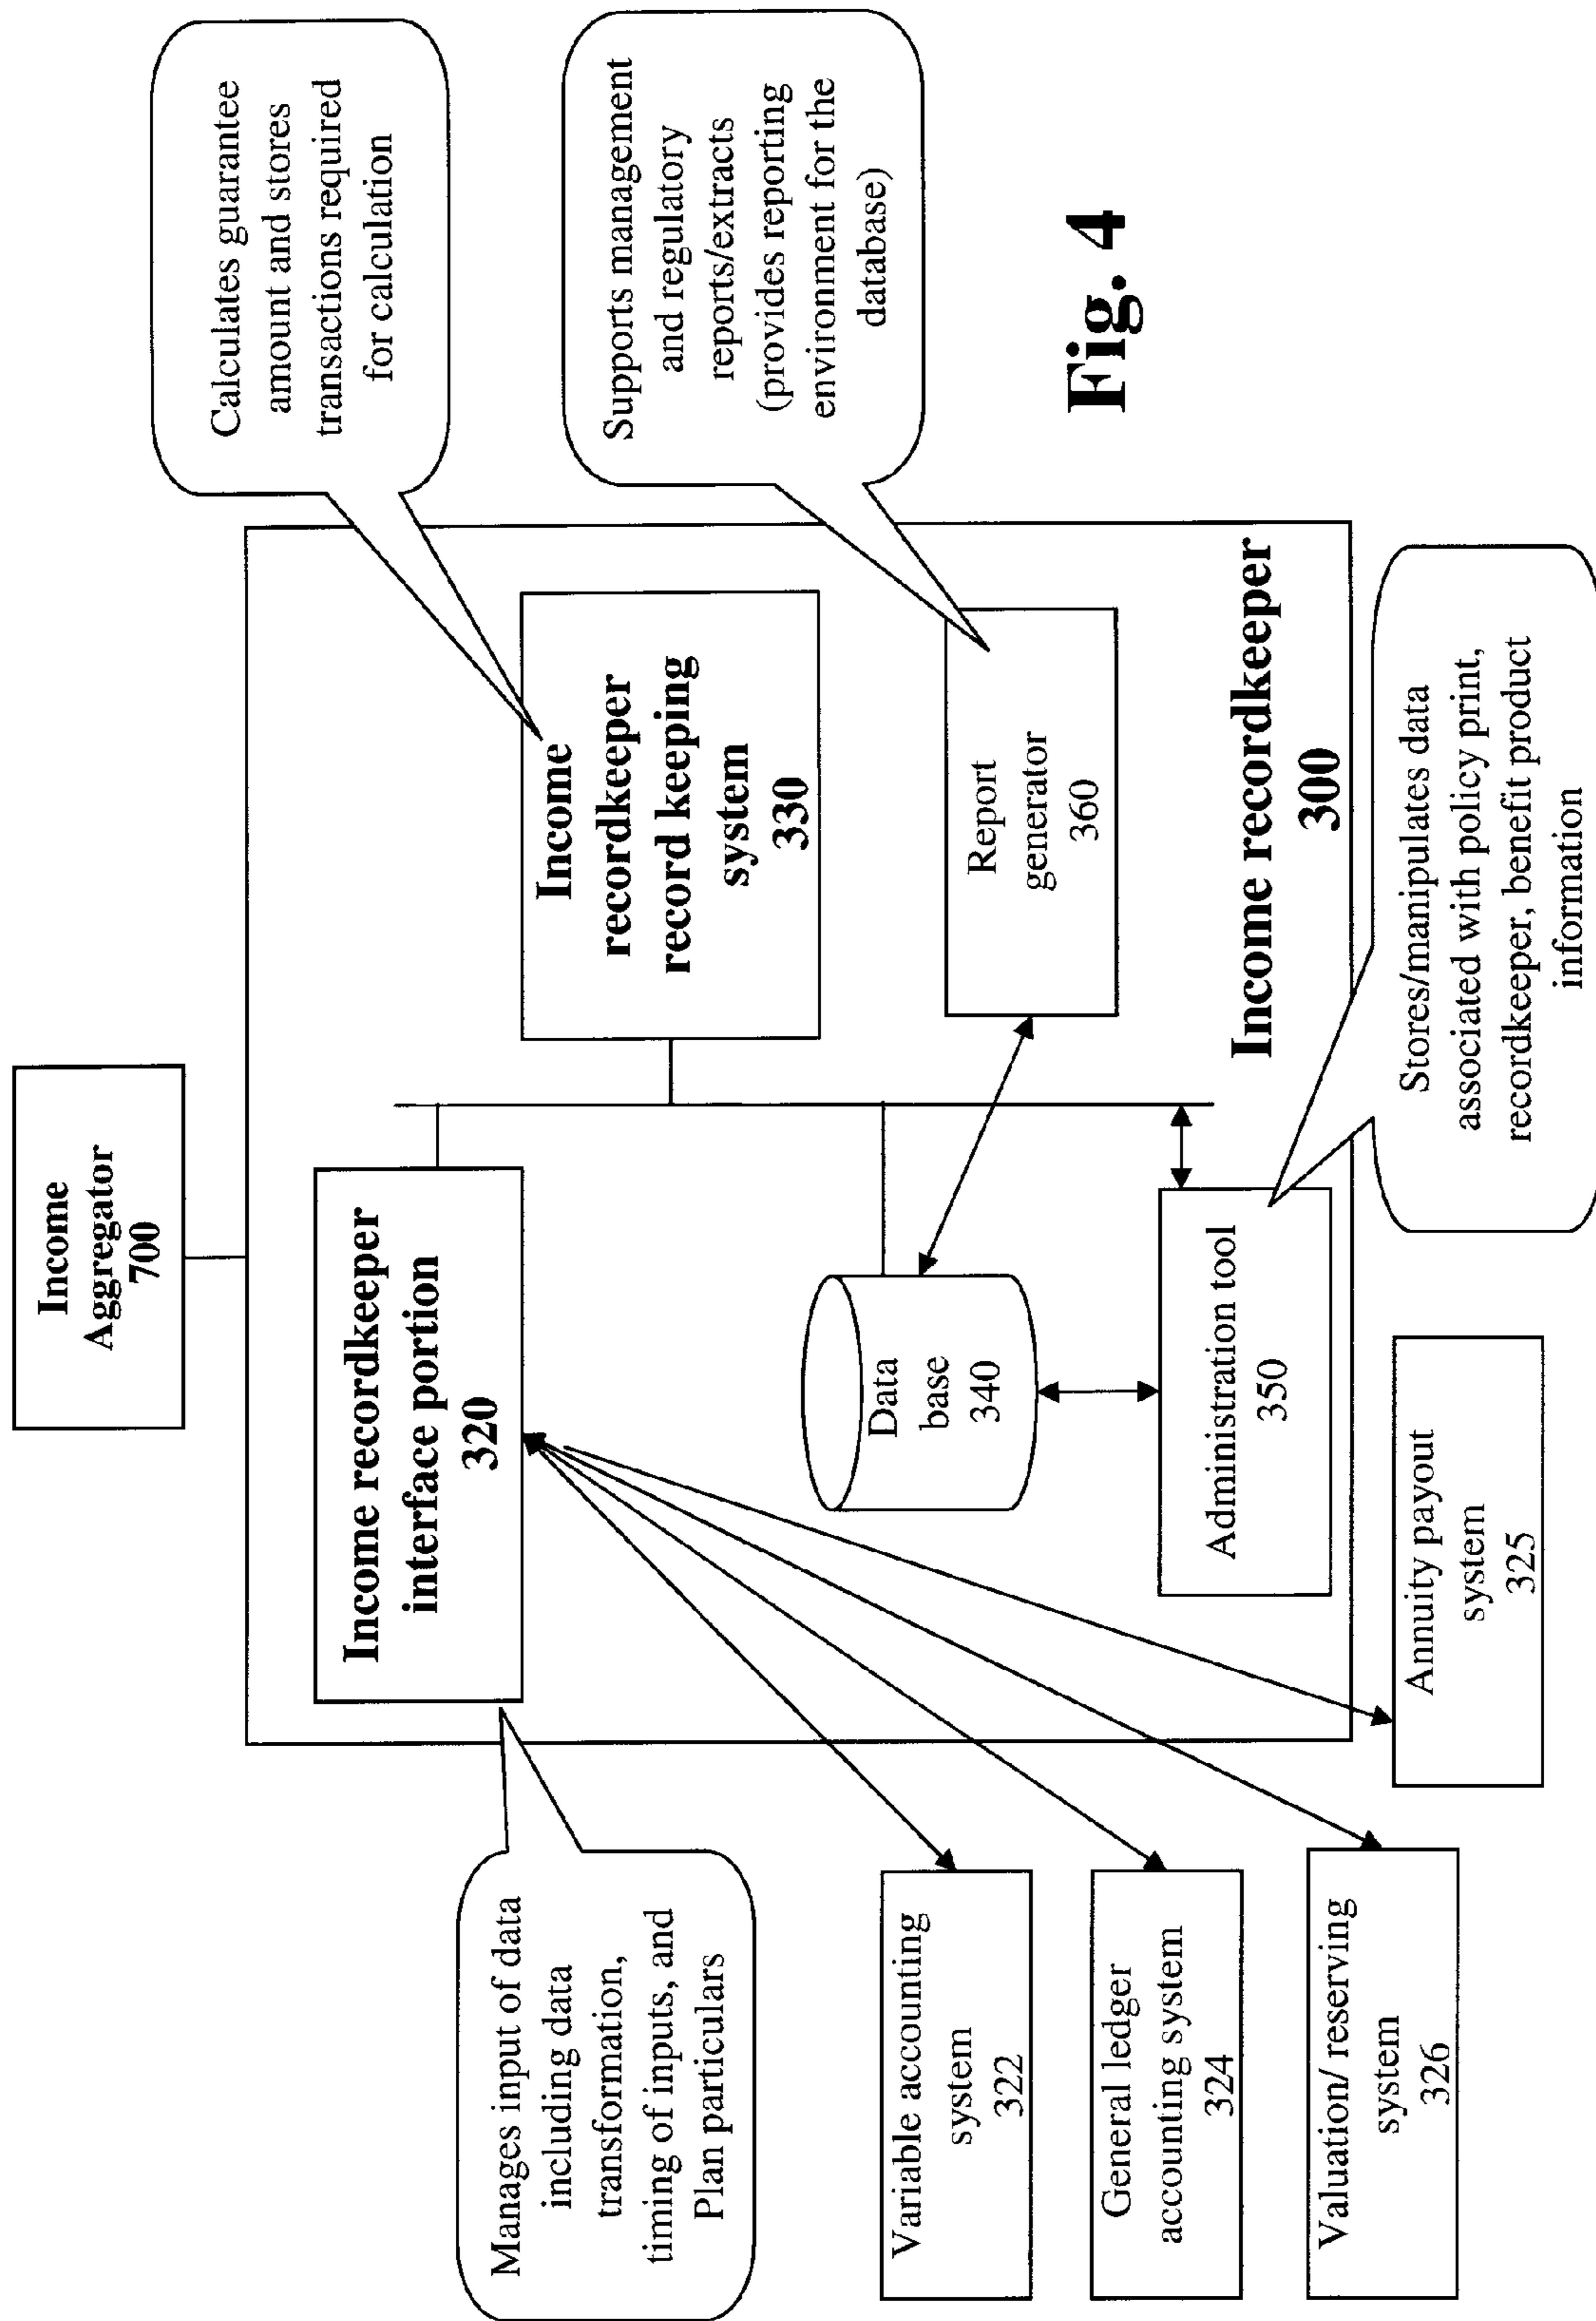 Income
Aggregator
700
Manages input of data
including data
transformation,
timing of inputs, and
Plan particulars
Income recordkeeper
interface portion
320
Income
recordkeeper
record keeping
system
330
Calculates guarantee
amount and stores
transactions required
for calculation
Variable accounting
system
322
General ledger
accounting system
324
Valuation/ reserving
system
326
Data
base
340
Administration tool
350
Report
generator
360
Supports management
and regulatory
reports/extracts
(provides reporting
environment for the
database)
Income recordkeeper
300
Annuity payout
system
325
Stores/manipulates data
associated with policy print,
recordkeeper, benefit product
information
Fig. 4